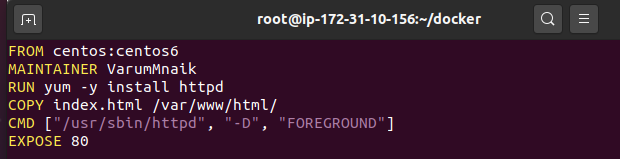 root@ip-172-31-10-156:~/docker
FROM centos:centos6
MAINTAINER VarumMnaik
RUN yum -y install httpd
COPY index.html /var/www/html/
CMD ["/usr/sbin/httpd", "-D", "FOREGROUND"]
EXPOSE 80